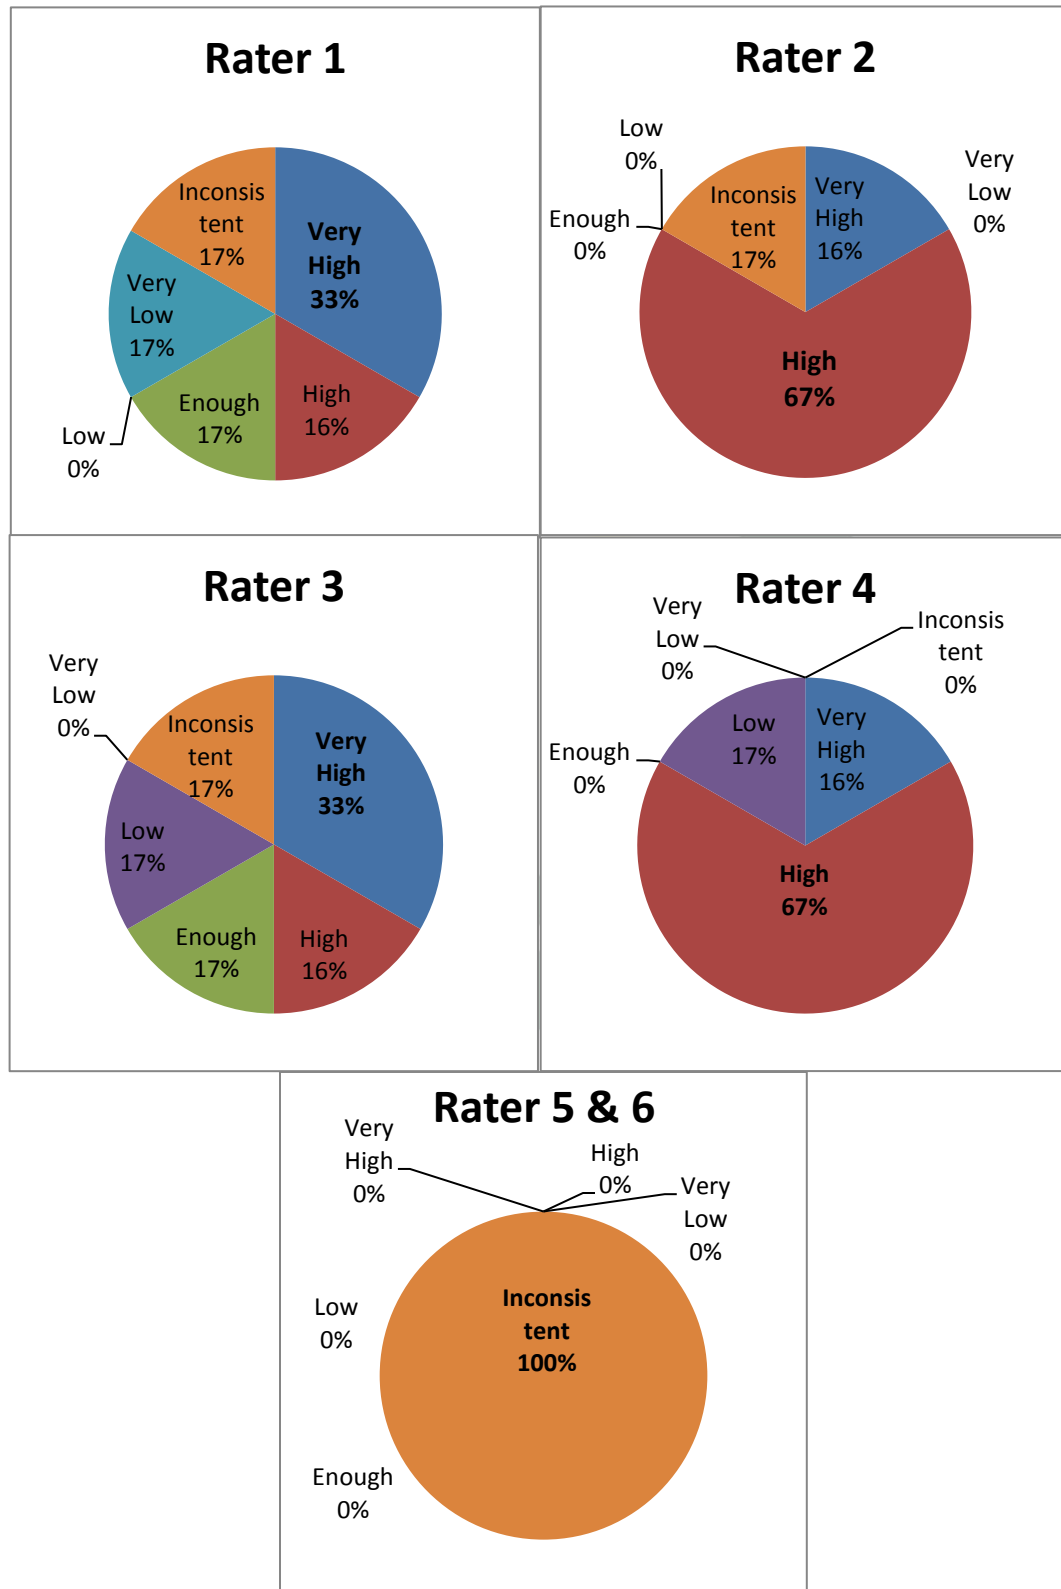 Rater 1
Inconsis
tent
17%
Very
High
33%
Very
Low
17%
Enough
17%
High
16%
Low
0%
Rater 2
Low
0%
Very
Low
0%
Inconsis
tent
17%
Very
High
16%
Enough
0%
High
67%
Rater 3
Very
Low
0%
Inconsis
tent
17%
Very
High
33%
Low
17%
Enough
17%
High
16%
Rater 4
Very
Low
0%
Inconsis
tent
0%
Low
17%
Very
High
16%
Enough
0%
High
67%
Rater 5 & 6
Very
High
0%
High
0%
Very
Low
0%
Low
0%
Inconsis
tent
100%
Enough
0%